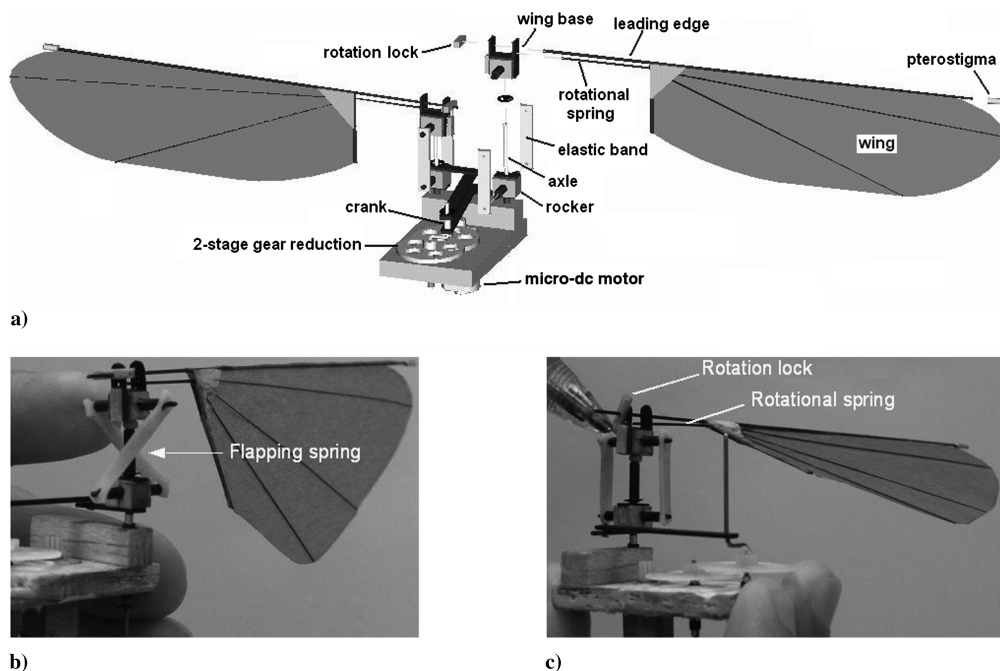 wing base
leading edge
rotation lock
pterostigma
rotational
spring
elastic band
wing
axle
rocker
crank
2-stage gear reduction
micro-dc motor
a)
Rotation lock
Rotational spring
Flapping spring
b)
c)